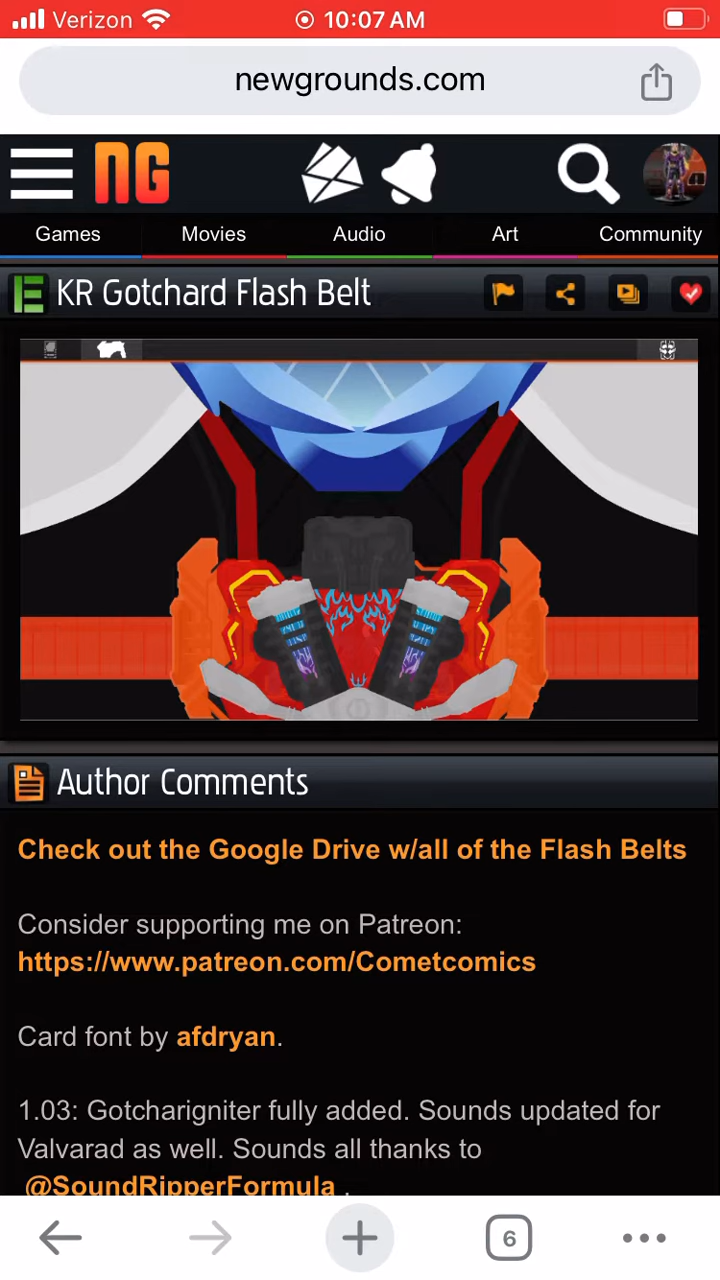 Verizon 10:07 AM
newgrounds.com
NG
Games Movies Audio Art Community
E KR Gotchard Flash Belt
Author Comments
Check out the Google Drive w/all of the Flash Belts
Consider supporting me on Patreon:
https://www.patreon.com/Cometcomics
Card font by afdryan.
1.03: Gotcharigniter fully added. Sounds updated for
Valvarad as well. Sounds all thanks to
@SoundRipperFormula .
6